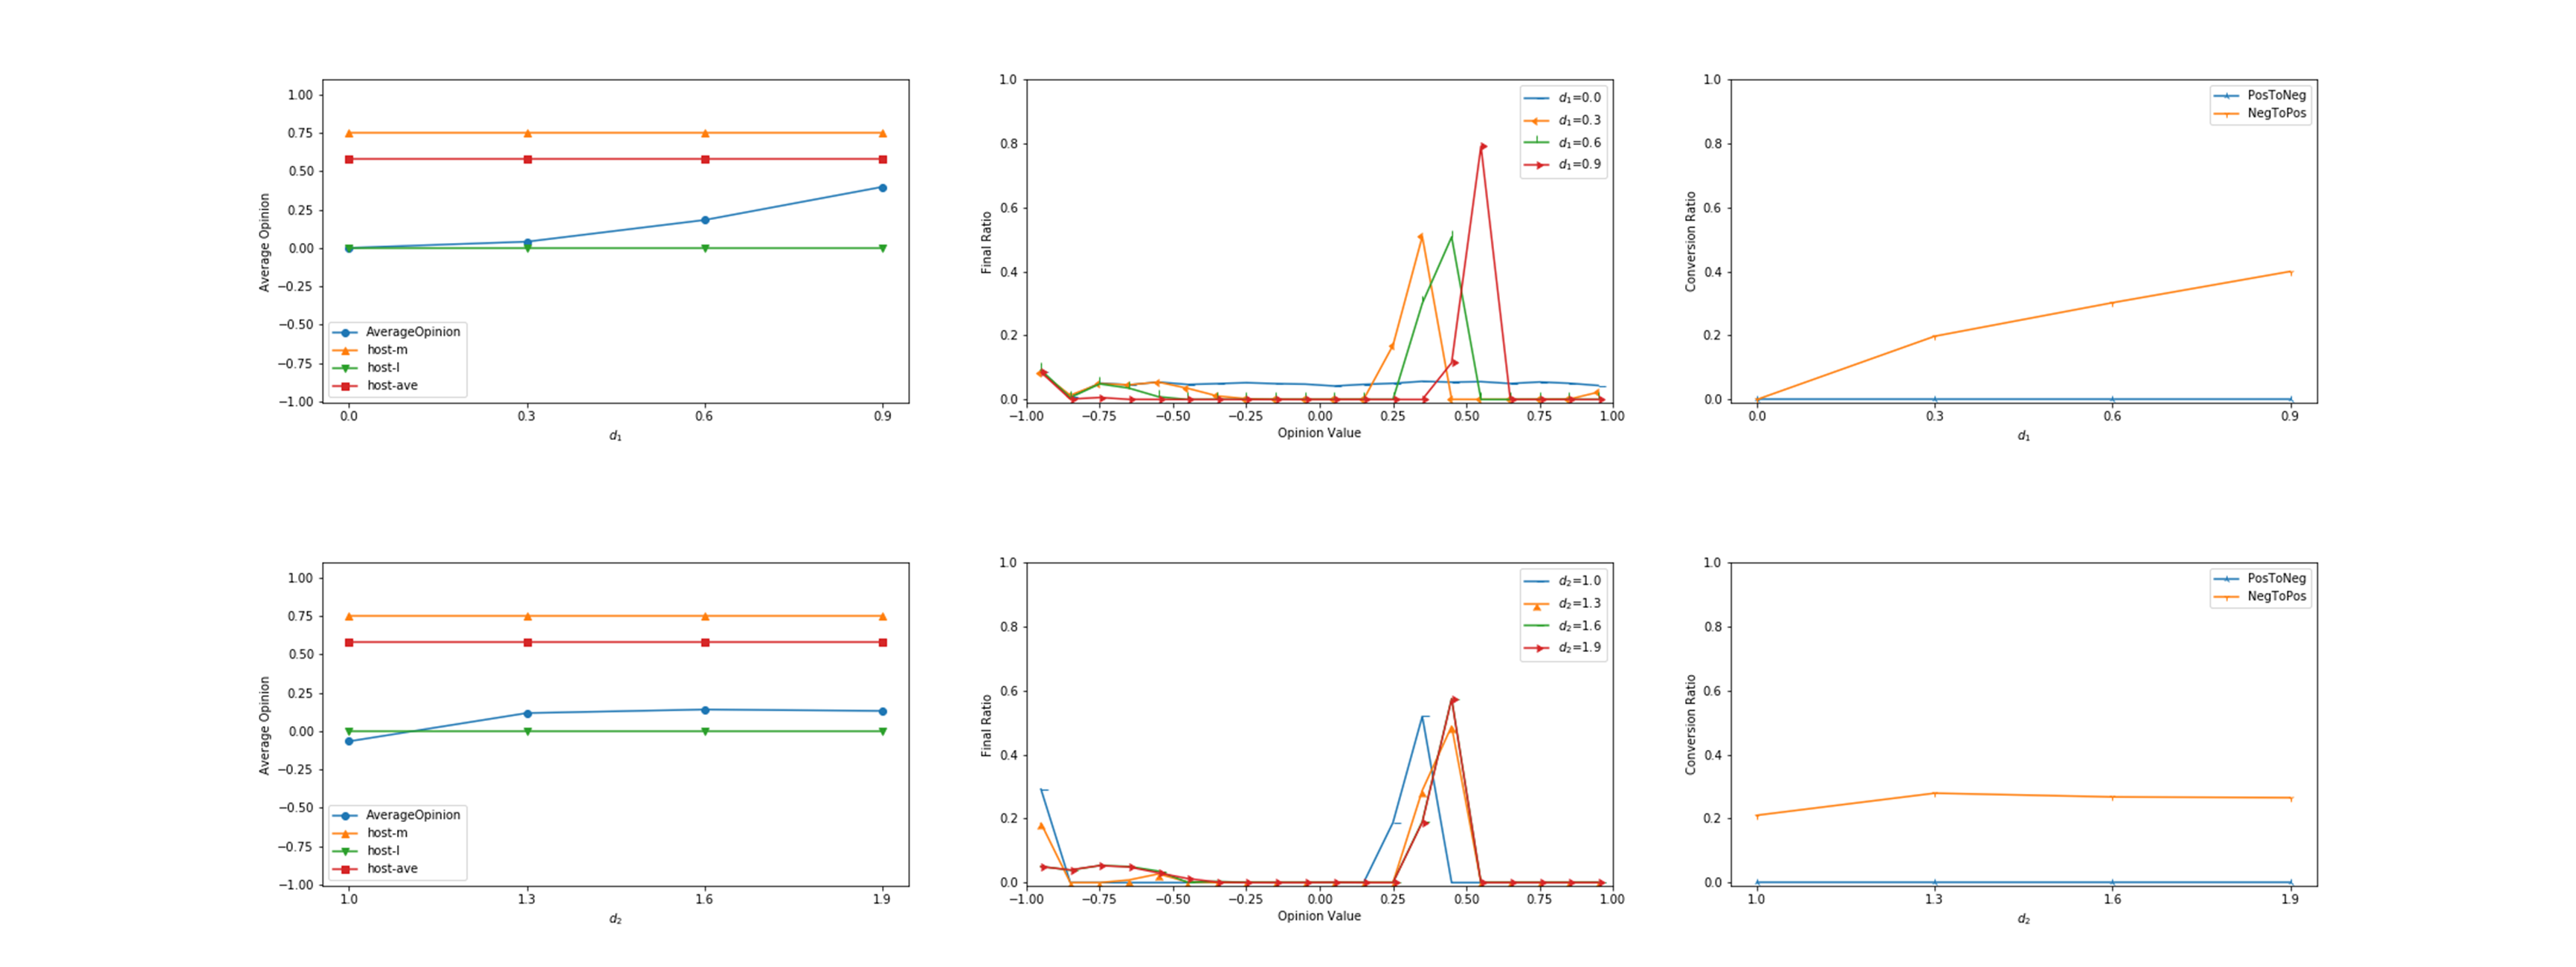 1.00
0.75
0.50
0.25
0.00
−0.25
−0.50
−0.75
−1.00
Average Opinion
AverageOpinion
host-m
host-l
host-ave
0.0 0.3 0.6 0.9
d₁
1.0
0.8
0.6
0.4
0.2
0.0
Final Ratio
d₁=0.0
d₁=0.3
d₁=0.6
d₁=0.9
−1.00 −0.75 −0.50 −0.25 0.00 0.25 0.50 0.75 1.00
Opinion Value
1.0
0.8
0.6
0.4
0.2
0.0
Conversion Ratio
PosToNeg
NegToPos
0.0 0.3 0.6 0.9
d₁
1.00
0.75
0.50
0.25
0.00
−0.25
−0.50
−0.75
−1.00
Average Opinion
AverageOpinion
host-m
host-l
host-ave
1.0 1.3 1.6 1.9
d₂
1.0
0.8
0.6
0.4
0.2
0.0
Final Ratio
d₂=1.0
d₂=1.3
d₂=1.6
d₂=1.9
−1.00 −0.75 −0.50 −0.25 0.00 0.25 0.50 0.75 1.00
Opinion Value
1.0
0.8
0.6
0.4
0.2
0.0
Conversion Ratio
PosToNeg
NegToPos
1.0 1.3 1.6 1.9
d₂